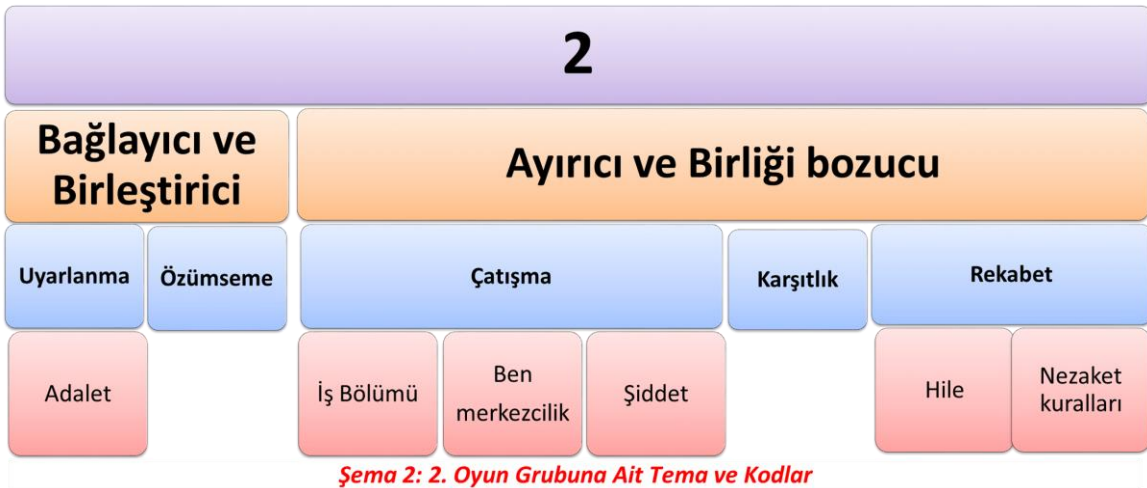 2
Bağlayıcı ve
Birleştirici
Ayırıcı ve Birliği bozucu
Uyarlanma
Özümseme
Çatışma
Karşıtlık
Rekabet
Adalet
İş Bölümü
Ben
merkezcilik
Şiddet
Hile
Nezaket
kuralları
Şema 2: 2. Oyun Grubuna Ait Tema ve Kodlar